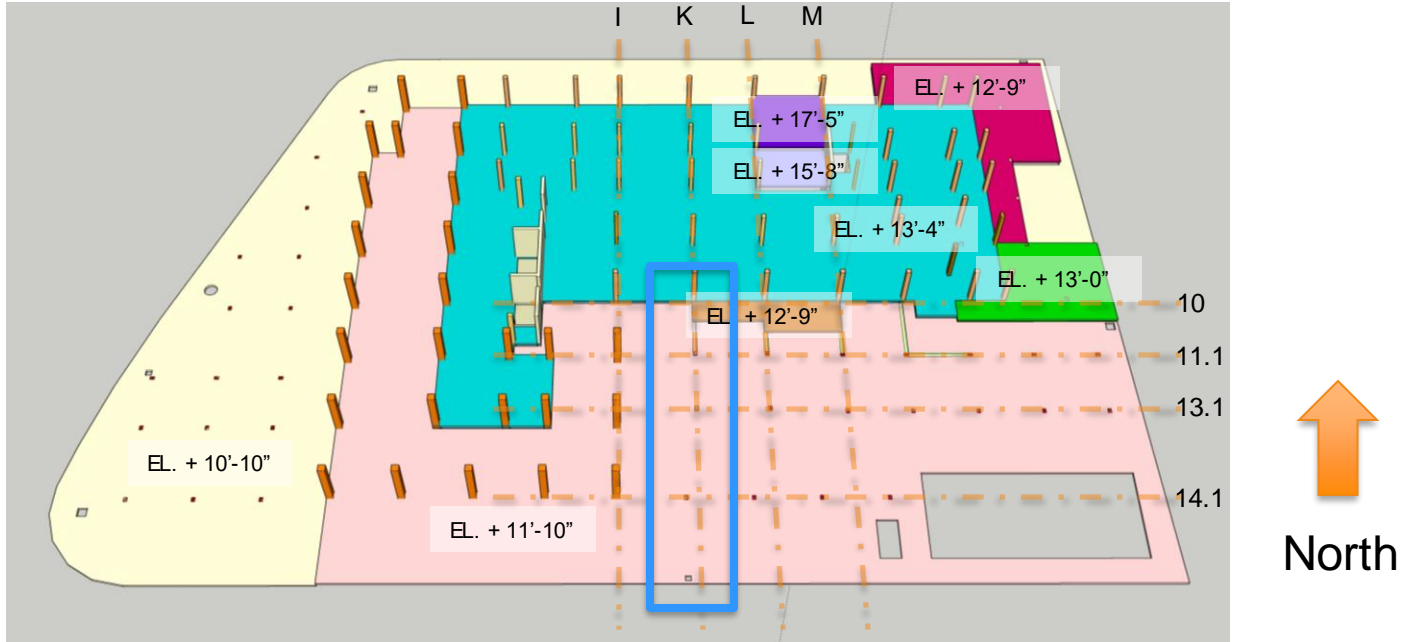 I K L M
EL. + 12’-9”
EL. + 17’-5”
EL. + 15’-8”
EL. + 13’-4”
EL. + 13’-0”
10
EL. + 12’-9”
11.1
13.1
EL. + 10’-10”
14.1
EL. + 11’-10”
North